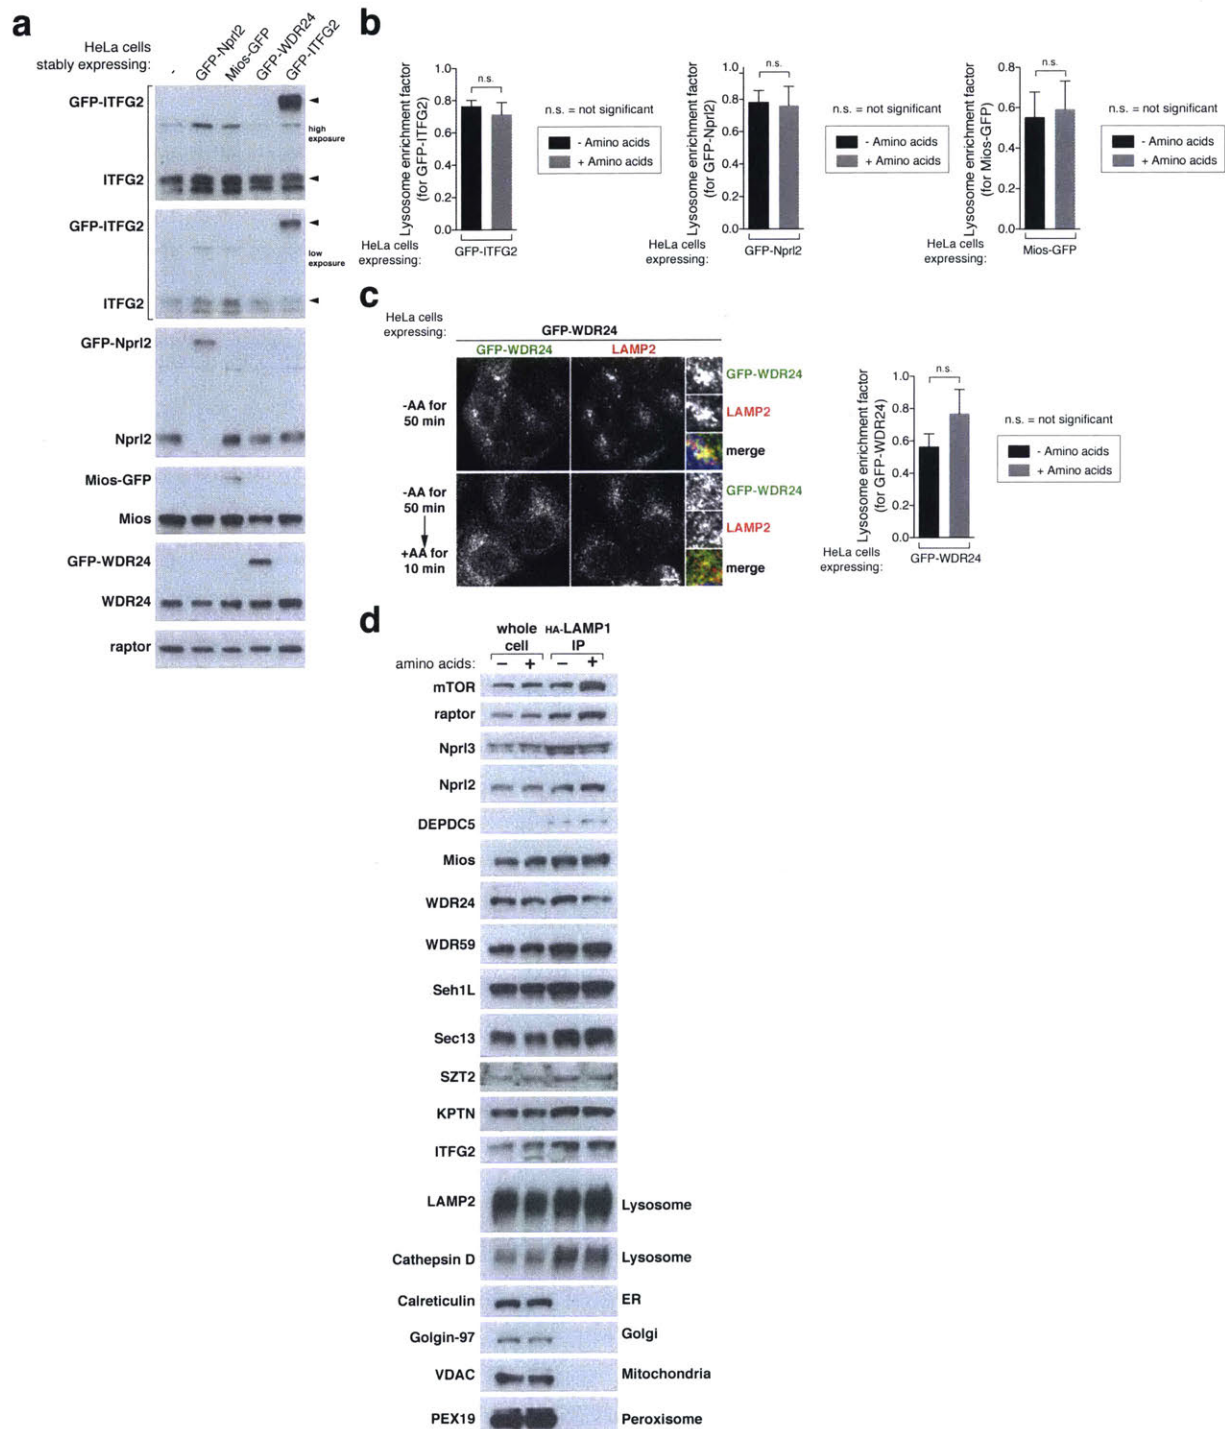 a
HeLa cells
stably expressing:
-
GFP-Nprl2
Mios-GFP
GFP-WDR24
GFP-ITFG2
GFP-ITFG2
high
exposure
ITFG2
GFP-ITFG2
low
exposure
ITFG2
GFP-Nprl2
Nprl2
Mios-GFP
Mios
GFP-WDR24
WDR24
raptor
b
Lysosome enrichment factor
(for GFP-ITFG2)
1.0
0.8
0.6
0.4
0.2
0.0
n.s.
n.s. = not significant
- Amino acids
+ Amino acids
HeLa cells
expressing:
GFP-ITFG2
Lysosome enrichment factor
(for GFP-Nprl2)
1.0
0.8
0.6
0.4
0.2
0.0
n.s.
n.s. = not significant
- Amino acids
+ Amino acids
HeLa cells
expressing:
GFP-Nprl2
Lysosome enrichment factor
(for Mios-GFP)
0.8
0.6
0.4
0.2
0.0
n.s.
n.s. = not significant
- Amino acids
+ Amino acids
HeLa cells
expressing:
Mios-GFP
c
HeLa cells
expressing:
GFP-WDR24
GFP-WDR24
LAMP2
-AA for
50 min
GFP-WDR24
LAMP2
merge
-AA for
50 min
+AA for
10 min
GFP-WDR24
LAMP2
merge
Lysosome enrichment factor
(for GFP-WDR24)
1.0
0.8
0.6
0.4
0.2
0.0
n.s.
n.s. = not significant
- Amino acids
+ Amino acids
HeLa cells
expressing:
GFP-WDR24
d
whole
cell
HA-LAMP1
IP
amino acids:
− + − +
mTOR
raptor
Nprl3
Nprl2
DEPDC5
Mios
WDR24
WDR59
Seh1L
Sec13
SZT2
KPTN
ITFG2
LAMP2 Lysosome
Cathepsin D Lysosome
Calreticulin ER
Golgin-97 Golgi
VDAC Mitochondria
PEX19 Peroxisome